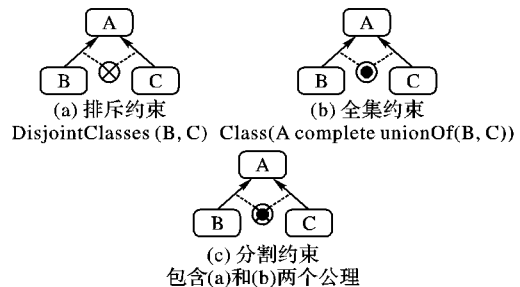 A
B
C
(a) 排斥约束
DisjointClasses (B, C)
A
B
C
(b) 全集约束
Class(A complete unionOf(B, C))
A
B
C
(c) 分割约束
包含(a)和(b)两个公理